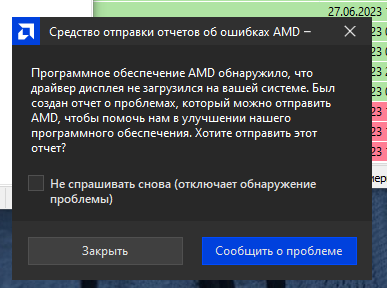 27.06.2023
Средство отправки отчетов об ошибках AMD –
Программное обеспечение AMD обнаружило, что
драйвер дисплея не загрузился на вашей системе. Был
создан отчет о проблемах, который можно отправить
AMD, чтобы помочь нам в улучшении нашего
программного обеспечения. Хотите отправить этот
отчет?
Не спрашивать снова (отключает обнаружение
проблемы)
Закрыть
Сообщить о проблеме